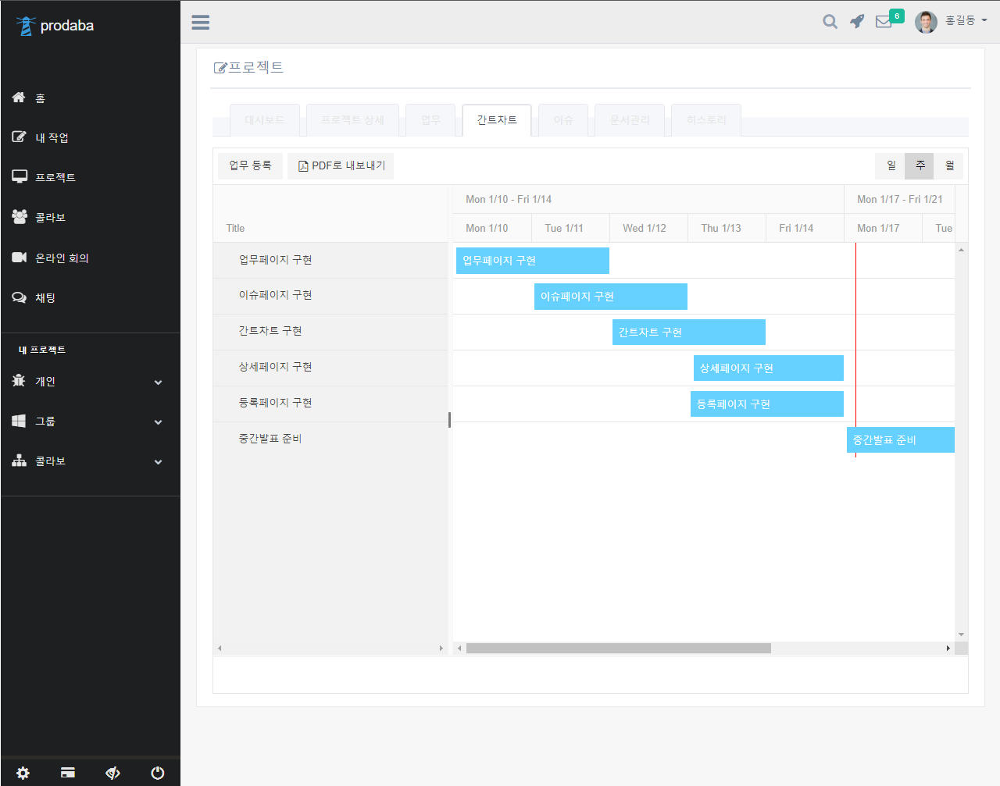 prodaba
6
홍길동
홈
내 작업
프로젝트
콜라보
온라인 회의
채팅
내 프로젝트
개인
그룹
콜라보
프로젝트
대시보드 프로젝트 상세 업무 간트차트 이슈 문서관리 히스토리
업무 등록 PDF로 내보내기 일 주 월
Mon 1/10 - Fri 1/14 Mon 1/17 - Fri 1/21
Title Mon 1/10 Tue 1/11 Wed 1/12 Thu 1/13 Fri 1/14 Mon 1/17 Tue
업무페이지 구현 업무페이지 구현
이슈페이지 구현 이슈페이지 구현
간트차트 구현 간트차트 구현
상세페이지 구현 상세페이지 구현
등록페이지 구현 등록페이지 구현
중간발표 준비 중간발표 준비